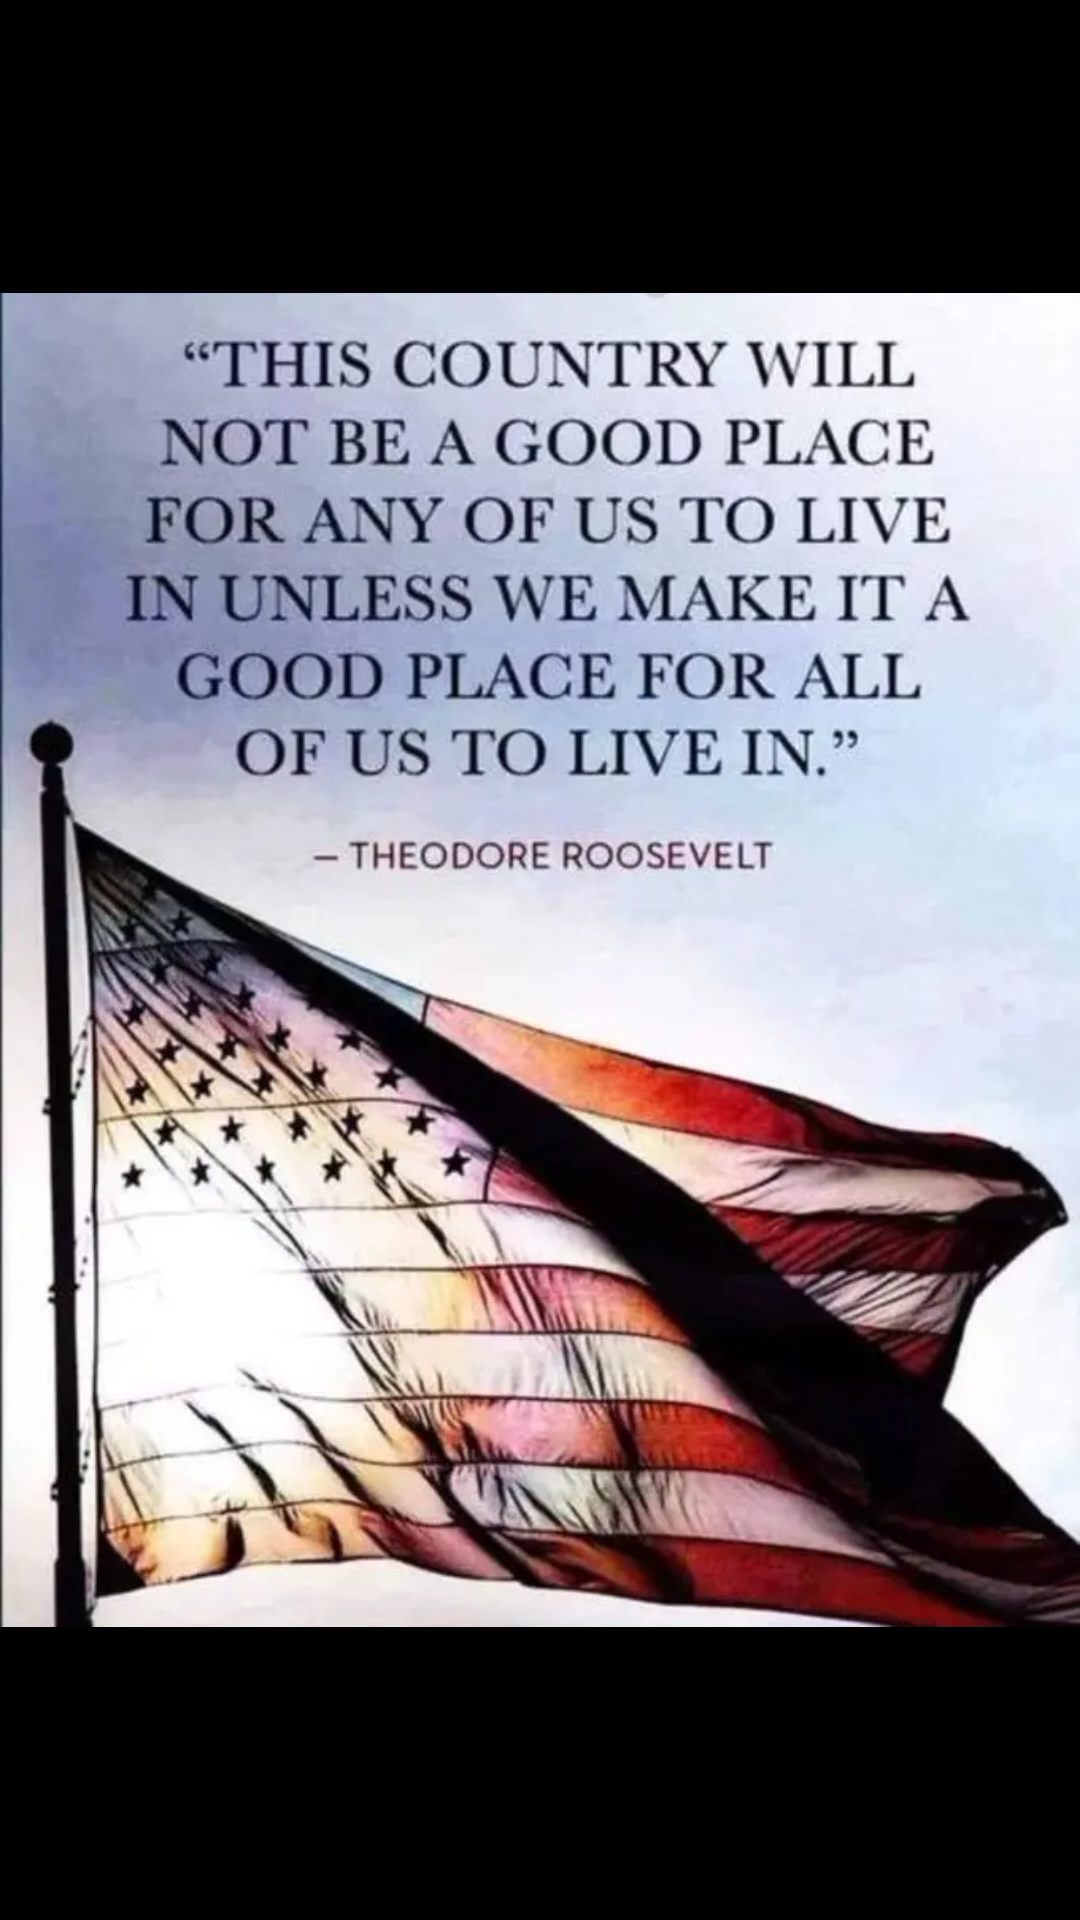 “THIS COUNTRY WILL
NOT BE A GOOD PLACE
FOR ANY OF US TO LIVE
IN UNLESS WE MAKE IT A
GOOD PLACE FOR ALL
OF US TO LIVE IN.”
– THEODORE ROOSEVELT